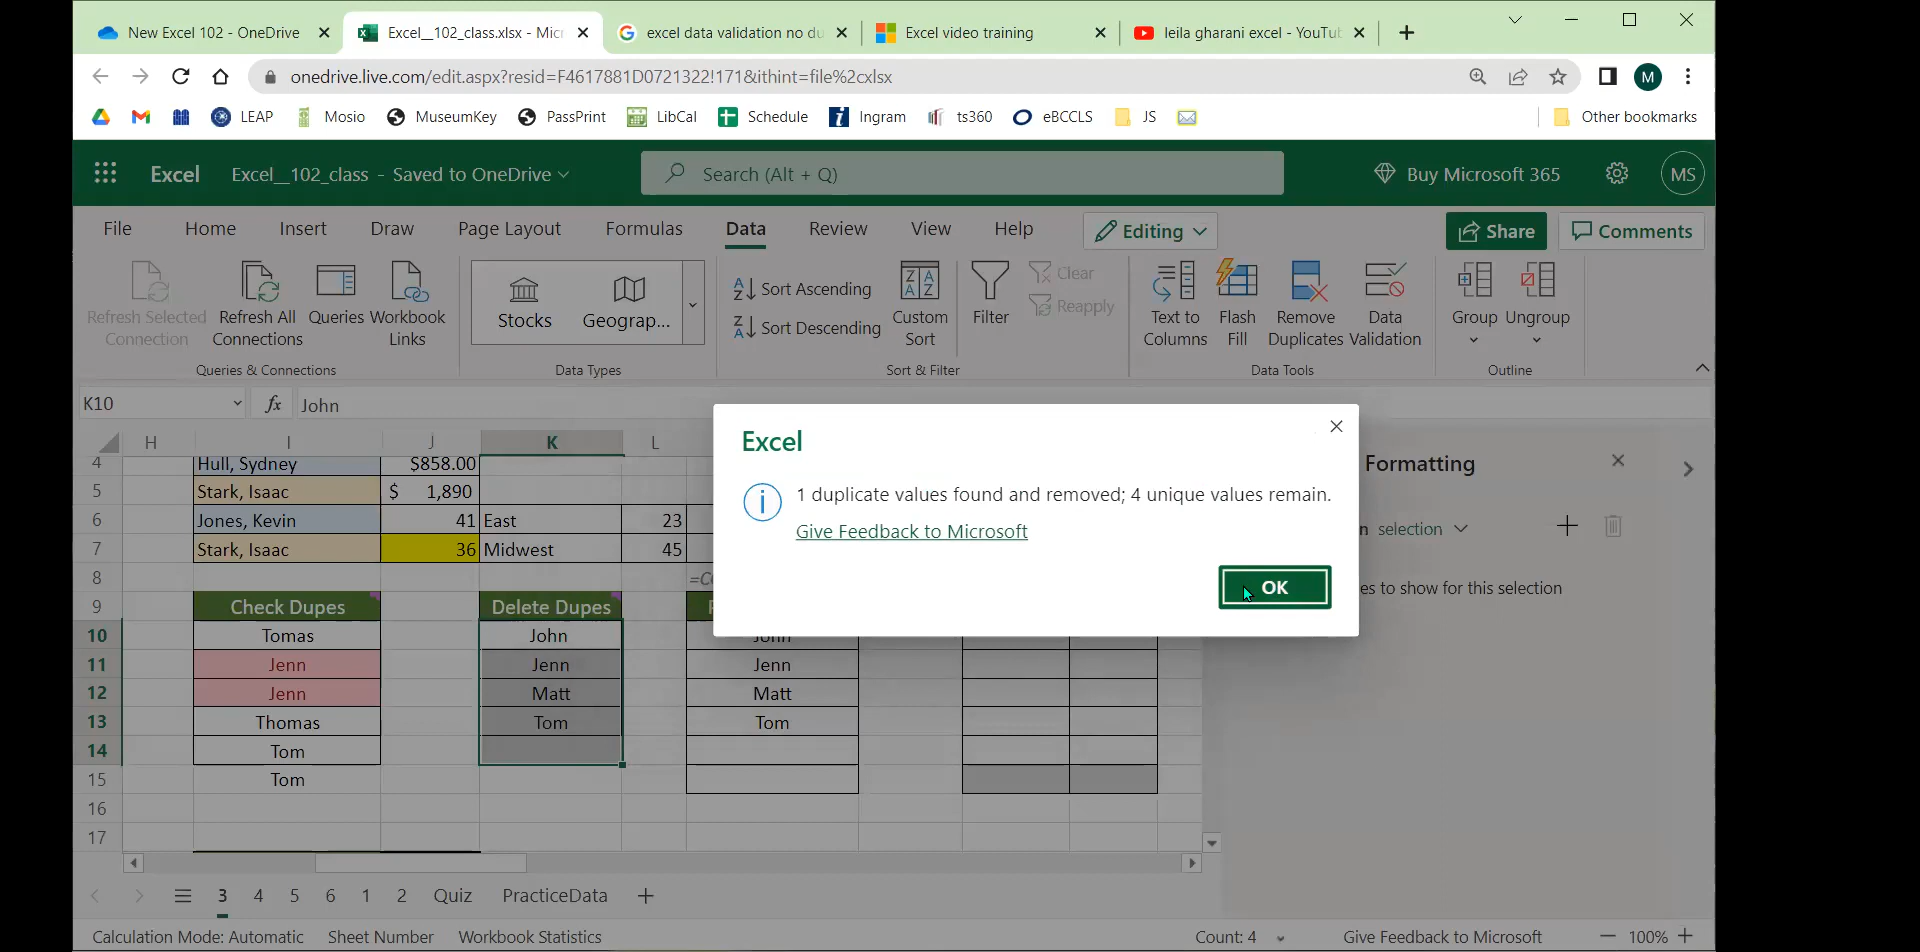 New Excel 102 - OneDrive
Excel__102_class.xlsx - Mic
excel data validation no du
Excel video training
leila gharani excel - YouTu
onedrive.live.com/edit.aspx?resid=F4617881D0721322!171&ithint=file%2cxlsx
M
LEAP
Mosio
MuseumKey
PassPrint
LibCal
Schedule
Ingram
ts360
eBCCLS
JS
Other bookmarks
Excel
Excel__102_class - Saved to OneDrive
Search (Alt + Q)
Buy Microsoft 365
MS
File Home Insert Draw Page Layout Formulas Data Review View Help
Editing
Share
Comments
Refresh Selected
Connection
Refresh All
Connections
Queries
Workbook
Links
Queries & Connections
Stocks
Geograp...
Data Types
Sort Ascending
Sort Descending
Custom
Sort
Filter
Clear
Reapply
Sort & Filter
Text to
Columns
Flash
Fill
Remove
Duplicates
Data
Validation
Data Tools
Group
Ungroup
Outline
K10
fx
John
H I J K L
4 Hull, Sydney $858.00
5 Stark, Isaac $ 1,890
6 Jones, Kevin 41 East 23
7 Stark, Isaac 36 Midwest 45
8 =C
9 Check Dupes Delete Dupes
10 Tomas John John
11 Jenn Jenn Jenn
12 Jenn Matt Matt
13 Thomas Tom Tom
14 Tom
15 Tom
16
17
Excel
1 duplicate values found and removed; 4 unique values remain.
Give Feedback to Microsoft
OK
Formatting
n selection
es to show for this selection
3 4 5 6 1 2 Quiz PracticeData
Calculation Mode: Automatic Sheet Number Workbook Statistics
Count: 4
Give Feedback to Microsoft
100%